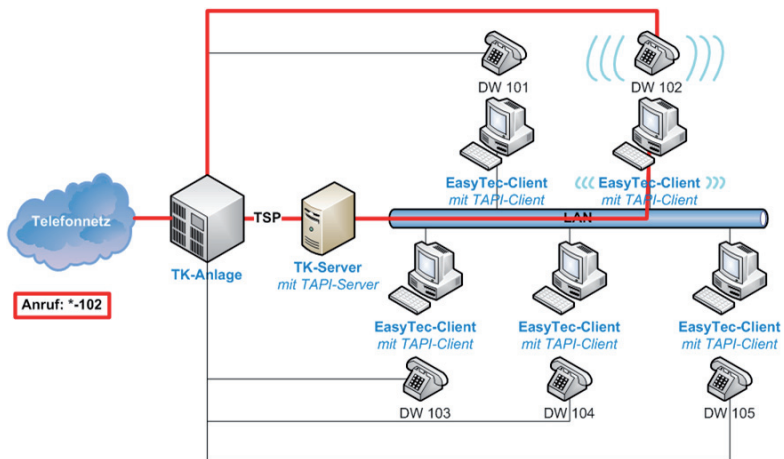 DW 101
DW 102
EasyTec-Client
mit TAPI-Client
EasyTec-Client
mit TAPI-Client
Telefonnetz
TSP
LAN
TK-Anlage
TK-Server
mit TAPI-Server
Anruf: *-102
EasyTec-Client
mit TAPI-Client
EasyTec-Client
mit TAPI-Client
EasyTec-Client
mit TAPI-Client
DW 103
DW 104
DW 105